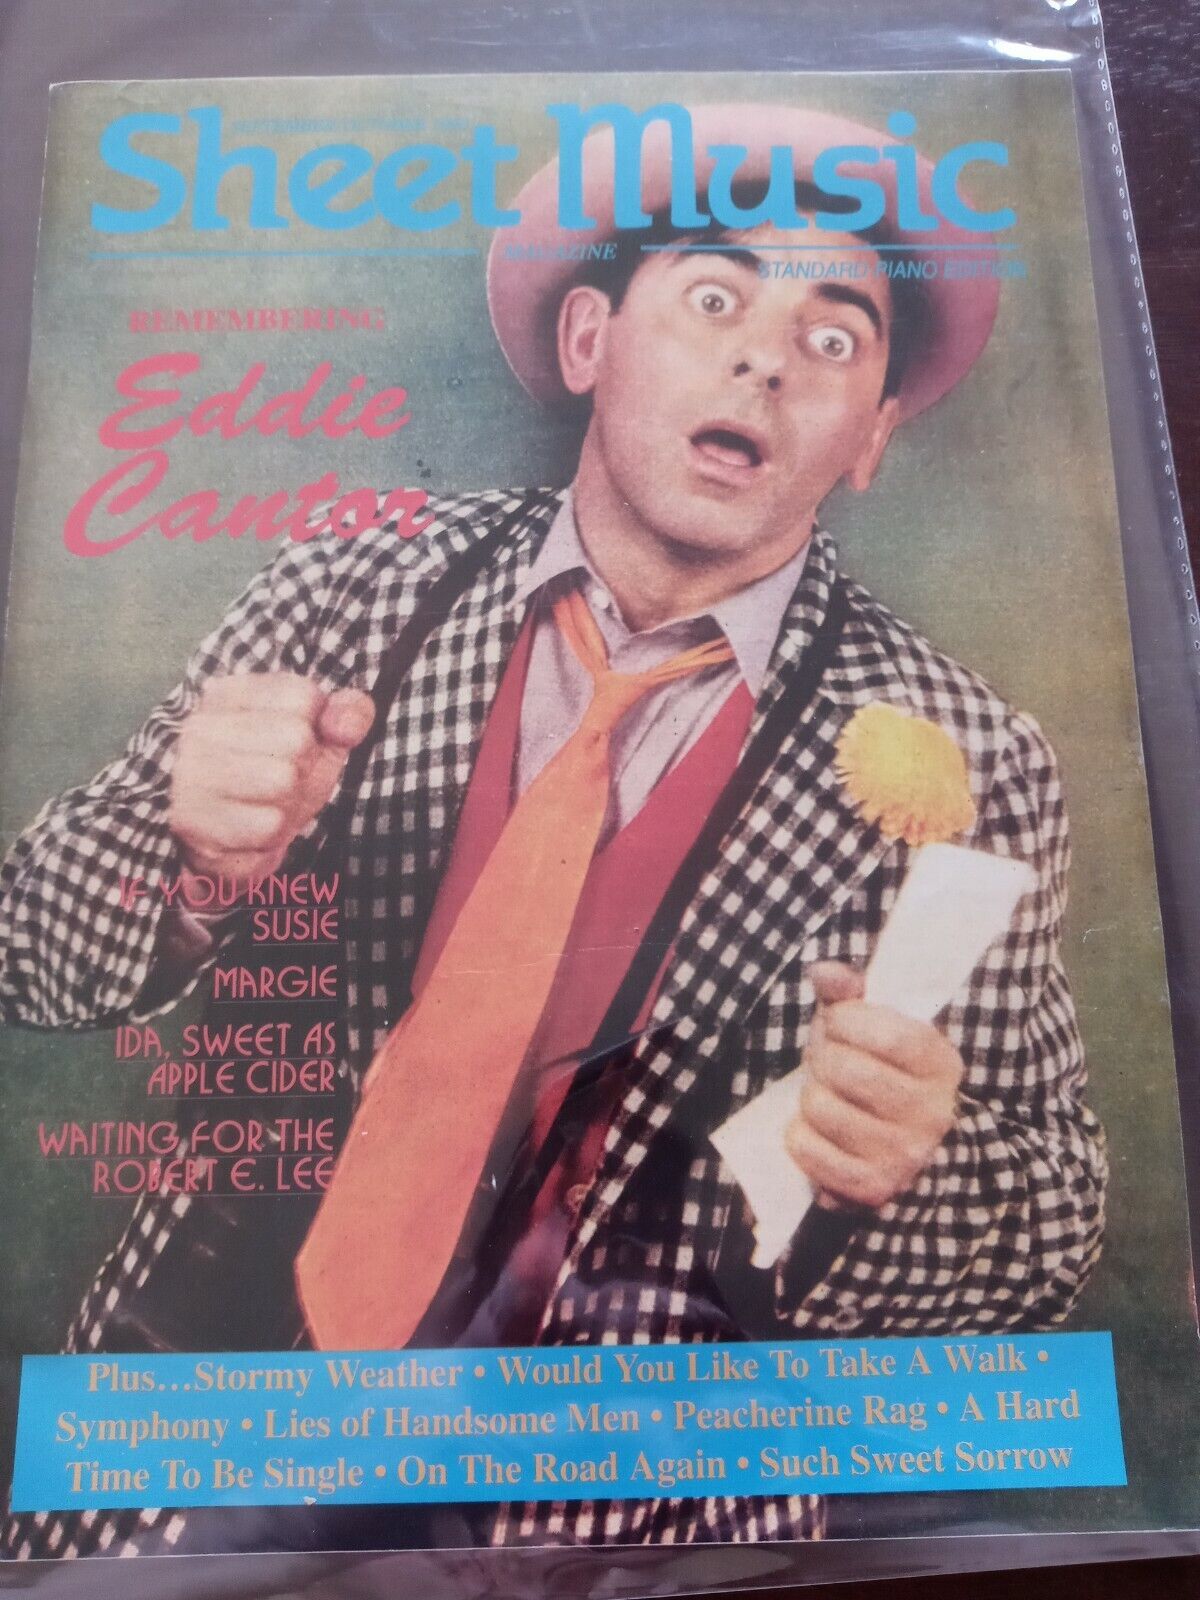 Sheet Music
MAGAZINE
STANDARD PIANO EDITION
REMEMBERING
Eddie
Cantor
IF YOU KNEW
SUSIE
MARGIE
IDA, SWEET AS
APPLE CIDER
WAITING FOR THE
ROBERT E. LEE
Plus...Stormy Weather • Would You Like To Take A Walk •
Symphony • Lies of Handsome Men • Peacherine Rag • A Hard
Time To Be Single • On The Road Again • Such Sweet Sorrow